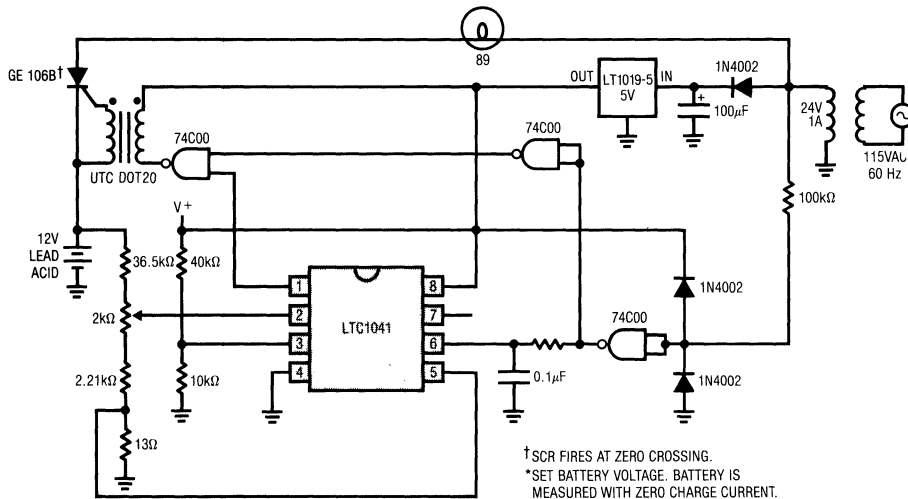 89
GE 106B†
OUT
LT1019-5
5V
IN
1N4002
+
100µF
24V
1A
115VAC
60 Hz
74C00
74C00
UTC DOT20
V+
100kΩ
12V
LEAD
ACID
36.5kΩ
40kΩ
1N4002
1
8
2kΩ
2
LTC1041
7
74C00
3
6
2.21kΩ
10kΩ
4
5
0.1µF
1N4002
13Ω
†SCR FIRES AT ZERO CROSSING.
*SET BATTERY VOLTAGE. BATTERY IS
MEASURED WITH ZERO CHARGE CURRENT.